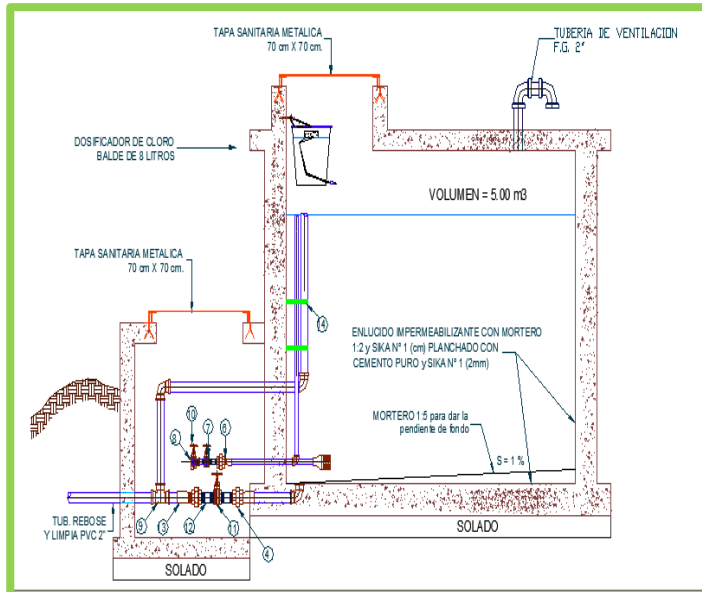 TAPA SANITARIA METALICA
70 cm X 70 cm.
TUBERIA DE VENTILACION
F.G. 2"
DOSIFICADOR DE CLORO
BALDE DE 8 LITROS
VOLUMEN = 5.00 m3
TAPA SANITARIA METALICA
70 cm X 70 cm.
14
ENLUCIDO IMPERMEABILIZANTE CON MORTERO
1:2 y SIKA N° 1 (cm) PLANCHADO CON
CEMENTO PURO y SIKA N° 1 (2mm)
10
MORTERO 1:5 para dar la
pendiente de fondo
8
7
6
S = 1 %
TUB. REBOSE
Y LIMPIA PVC 2"
9
13
12
11
4
SOLADO
SOLADO